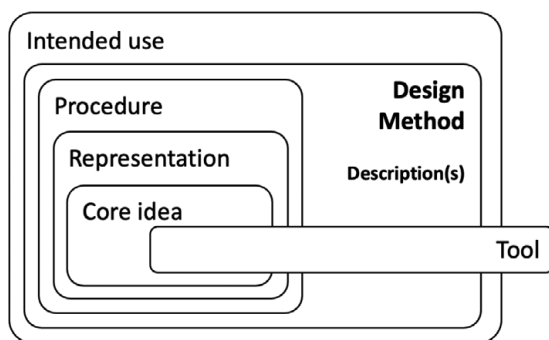 Intended use
Procedure
Design
Method
Representation
Description(s)
Core idea
Tool